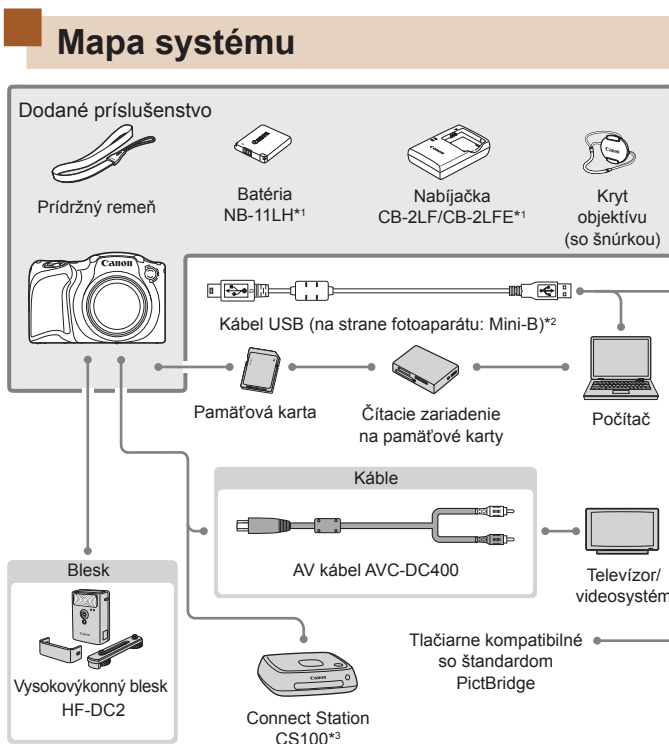 Mapa systému
Dodané príslušenstvo
Prídržný remeň
Batéria
NB-11LH*1
Nabíjačka
CB-2LF/CB-2LFE*1
Kryt
objektívu
(so šnúrkou)
Canon
Kábel USB (na strane fotoaparátu: Mini-B)*2
Pamäťová karta
Čítacie zariadenie
na pamäťové karty
Počítač
Káble
AV kábel AVC-DC400
Televízor/
videosystém
Blesk
Vysokovýkonný blesk
HF-DC2
Tlačiarne kompatibilné
so štandardom
PictBridge
Connect Station
CS100*3